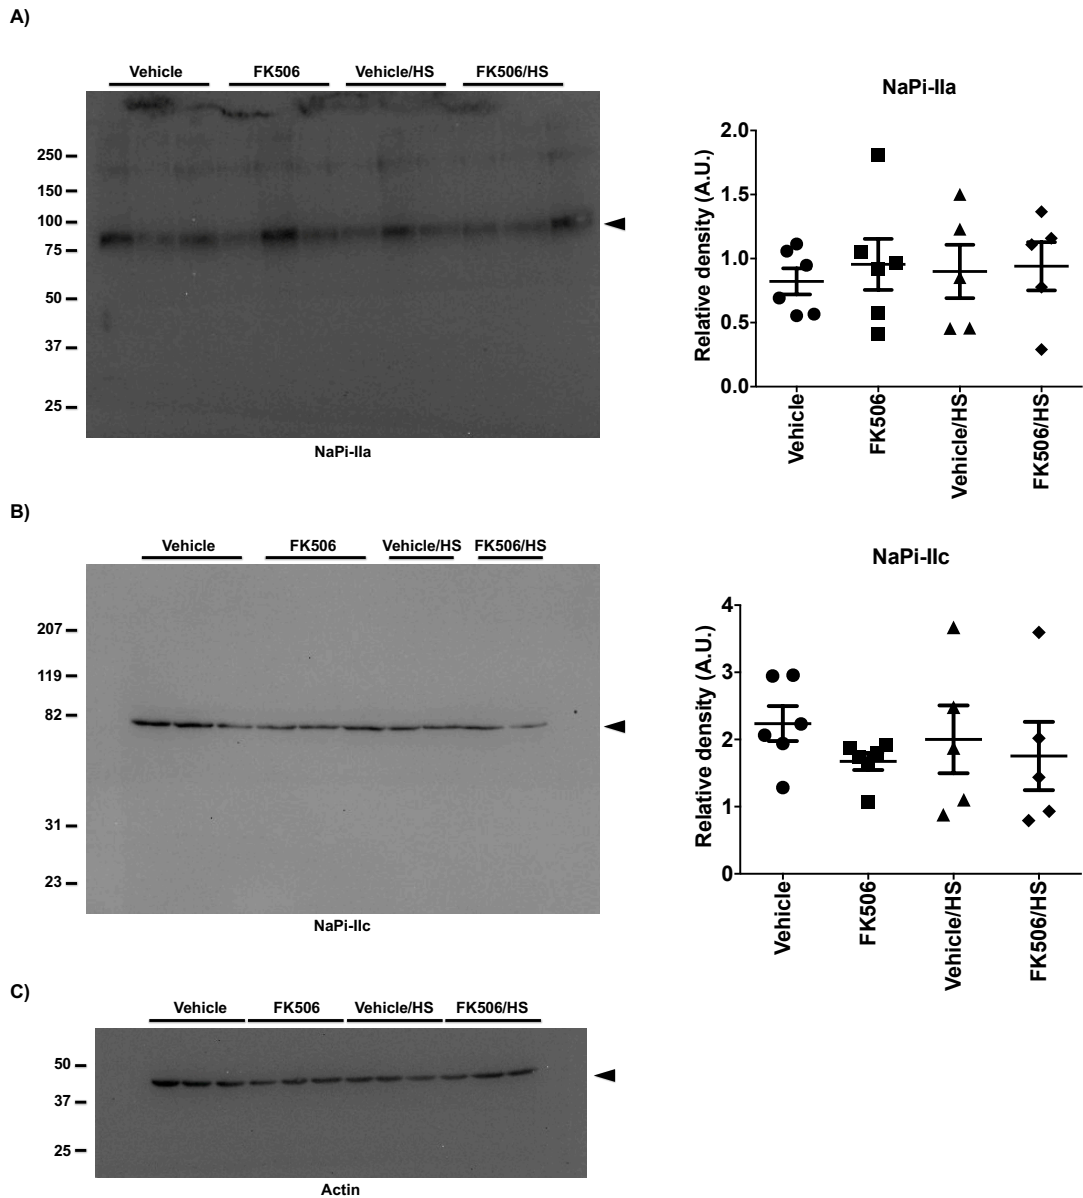 A)
Vehicle FK506 Vehicle/HS FK506/HS
250
150
100
75
50
37
25
NaPi-IIa
NaPi-IIa
Relative density (A.U.)
2.0
1.5
1.0
0.5
0.0
Vehicle
FK506
Vehicle/HS
FK506/HS
B)
Vehicle FK506 Vehicle/HS FK506/HS
207
119
82
31
23
NaPi-IIc
NaPi-IIc
Relative density (A.U.)
4
3
2
1
0
Vehicle
FK506
Vehicle/HS
FK506/HS
C)
Vehicle FK506 Vehicle/HS FK506/HS
50
37
25
Actin